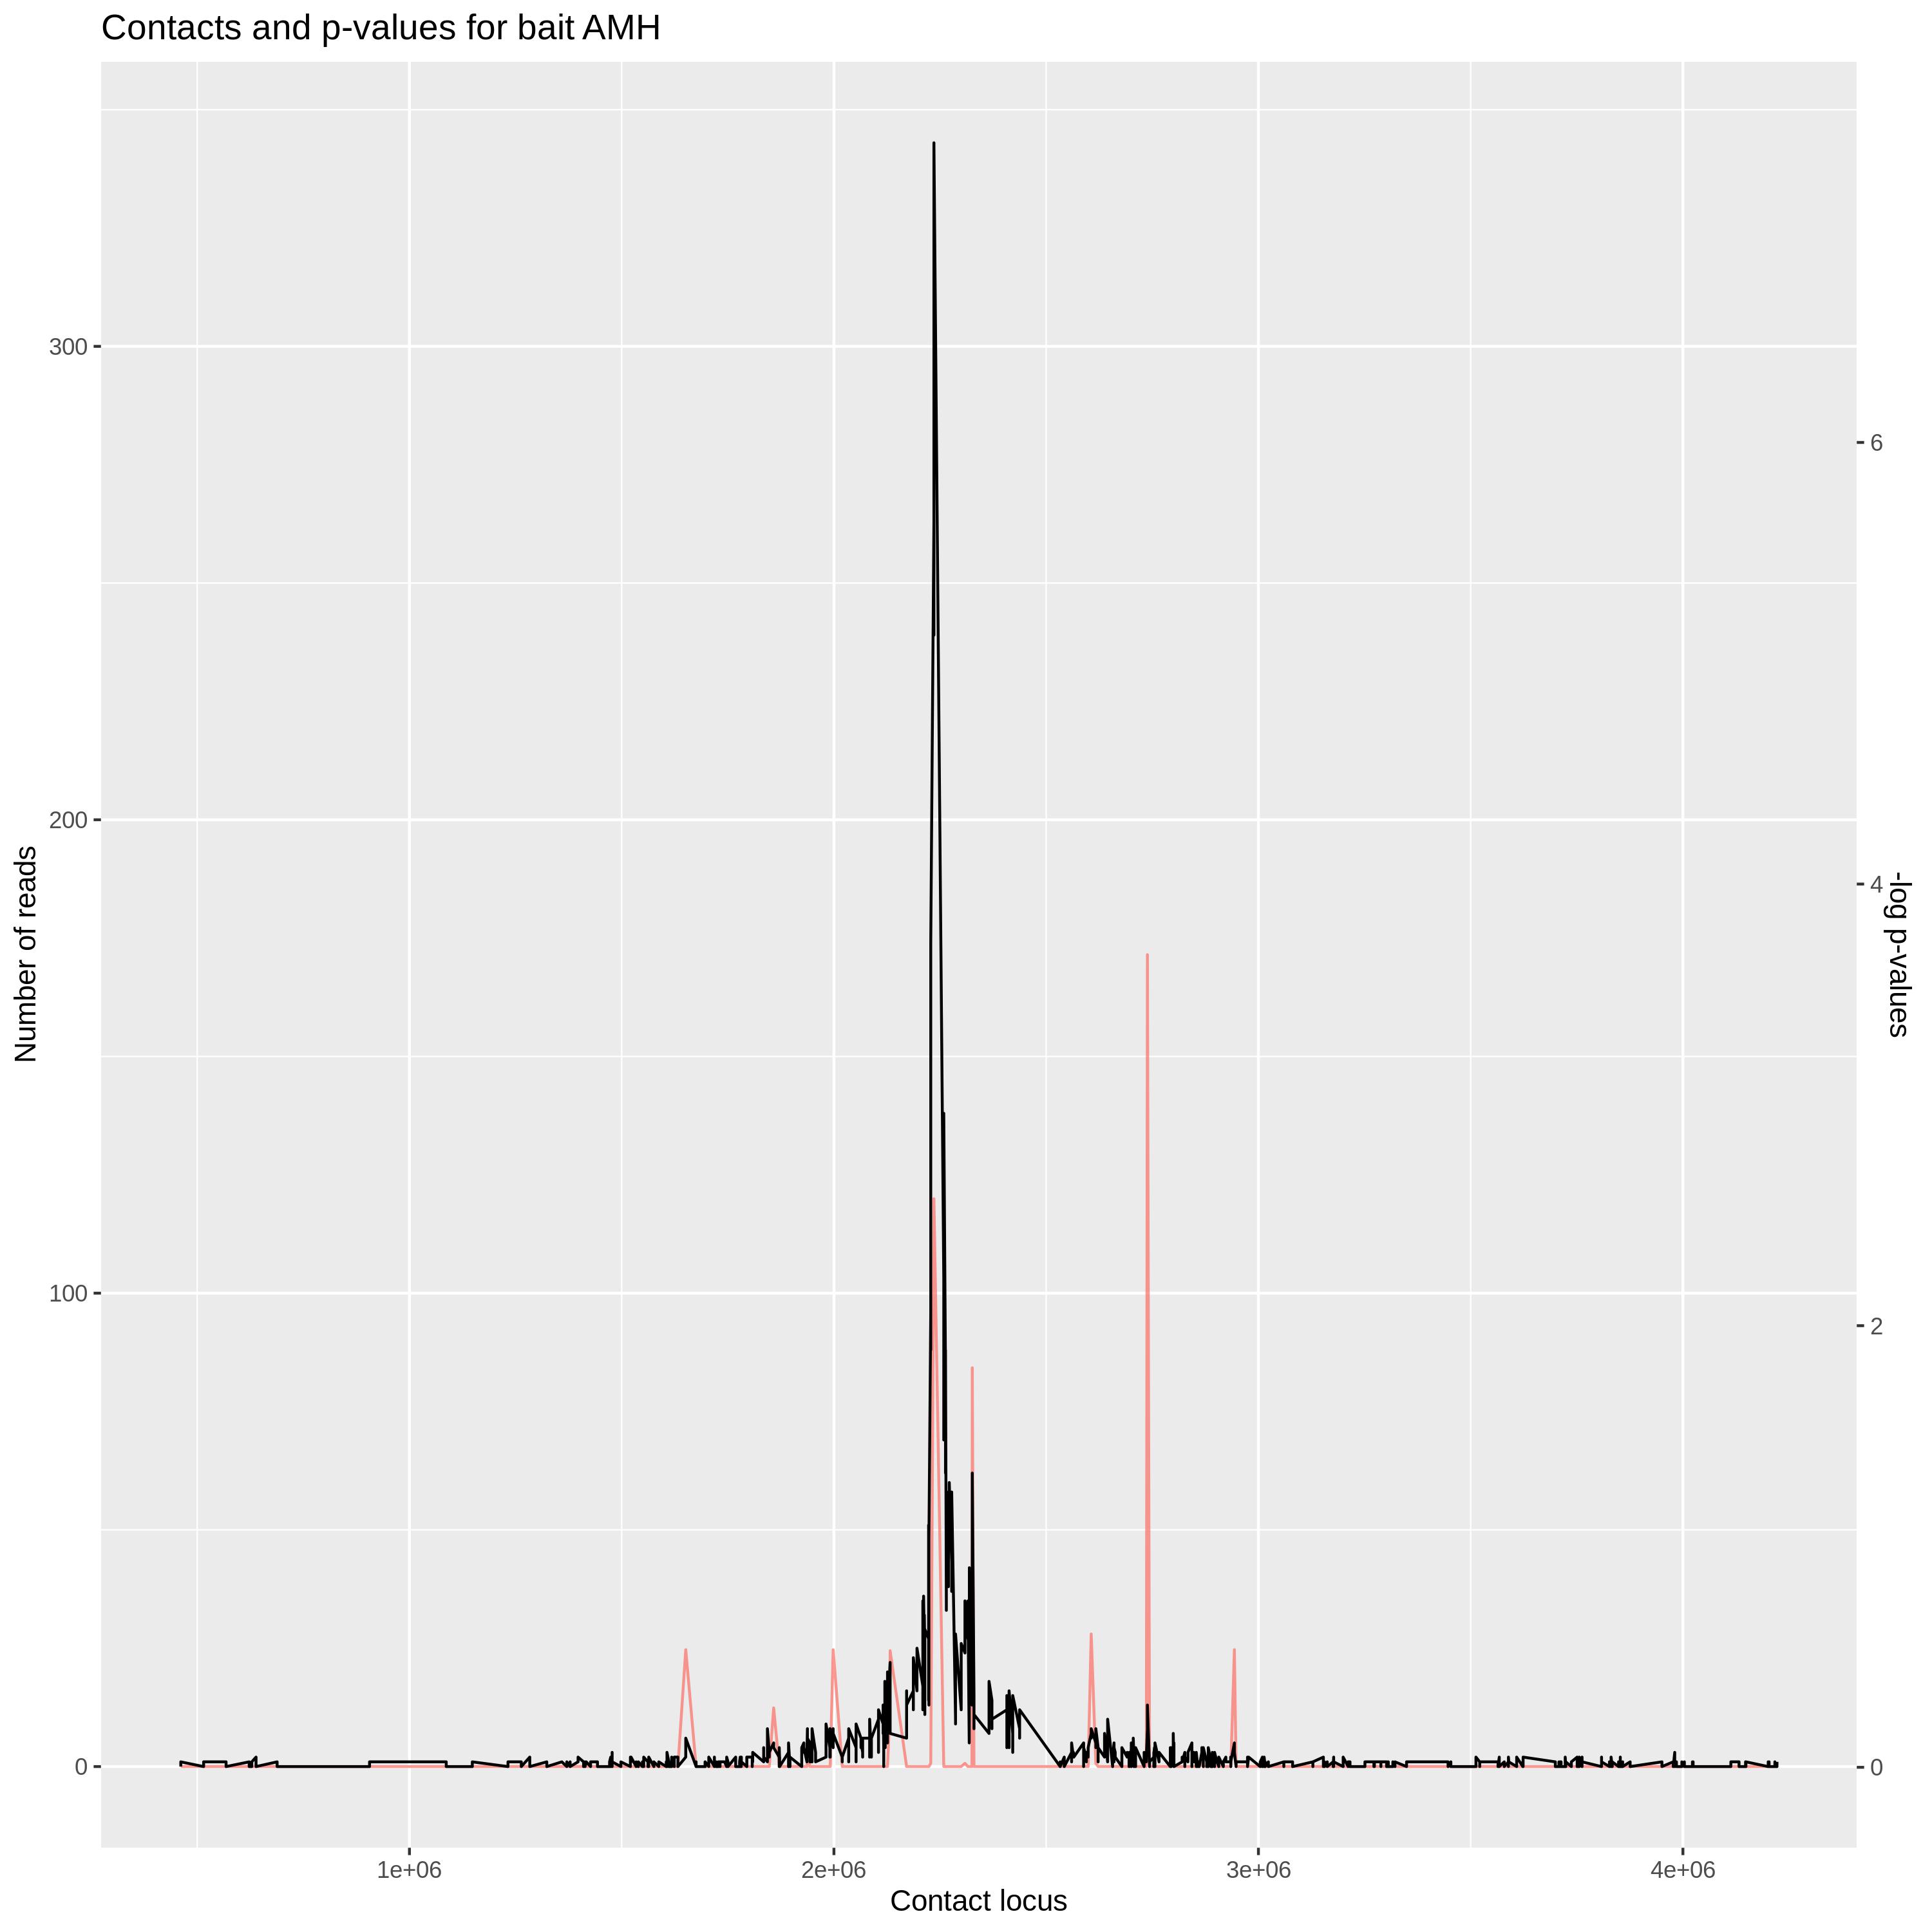 Contacts and p-values for bait AMH
Number of reads
300
200
100
0
6
4
2
0
-log p-values
1e+06
2e+06
3e+06
4e+06
Contact locus